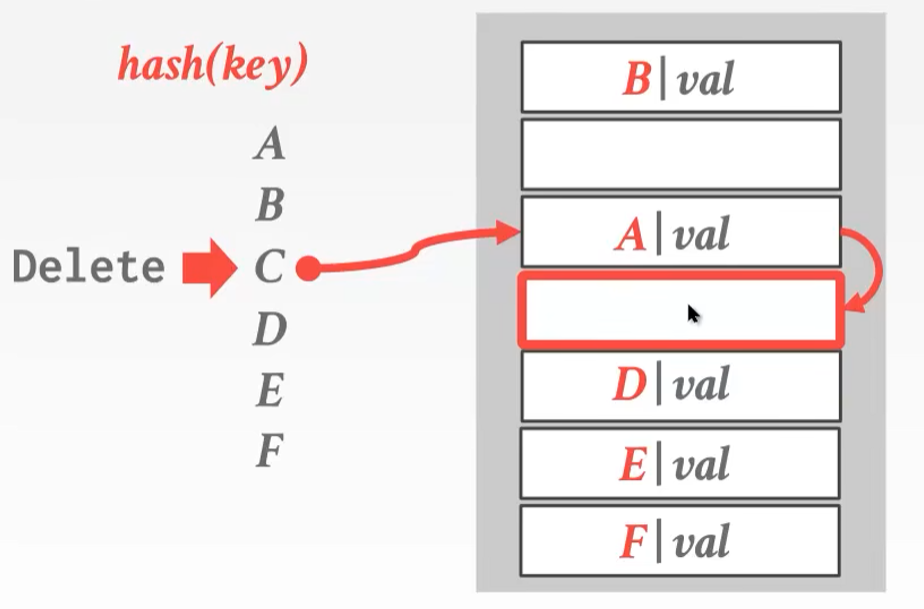 hash(key)
A
B
Delete C
D
E
F
B|val
A|val
D|val
E|val
F|val